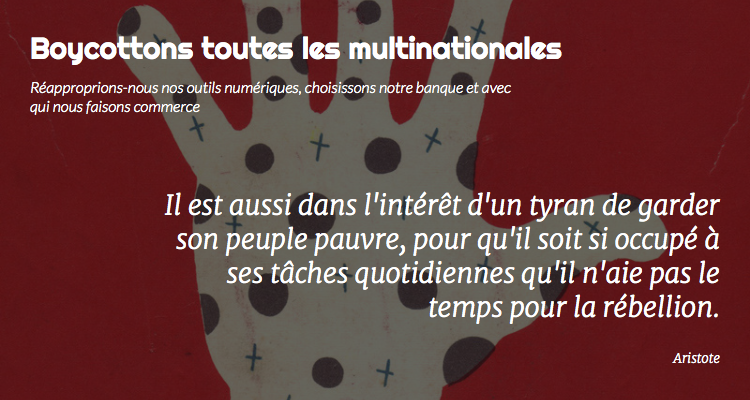 Boycottons toutes les multinationales
Réapproprions-nous nos outils numériques, choisissons notre banque et avec
qui nous faisons commerce
Il est aussi dans l'intérêt d'un tyran de garder
son peuple pauvre, pour qu'il soit si occupé à
ses tâches quotidiennes qu'il n'aie pas le
temps pour la rébellion.
Aristote